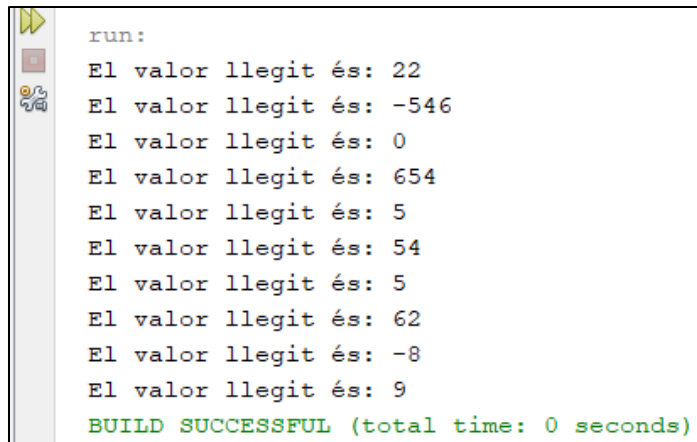 run:
El valor llegit és: 22
El valor llegit és: -546
El valor llegit és: 0
El valor llegit és: 654
El valor llegit és: 5
El valor llegit és: 54
El valor llegit és: 5
El valor llegit és: 62
El valor llegit és: -8
El valor llegit és: 9
BUILD SUCCESSFUL (total time: 0 seconds)